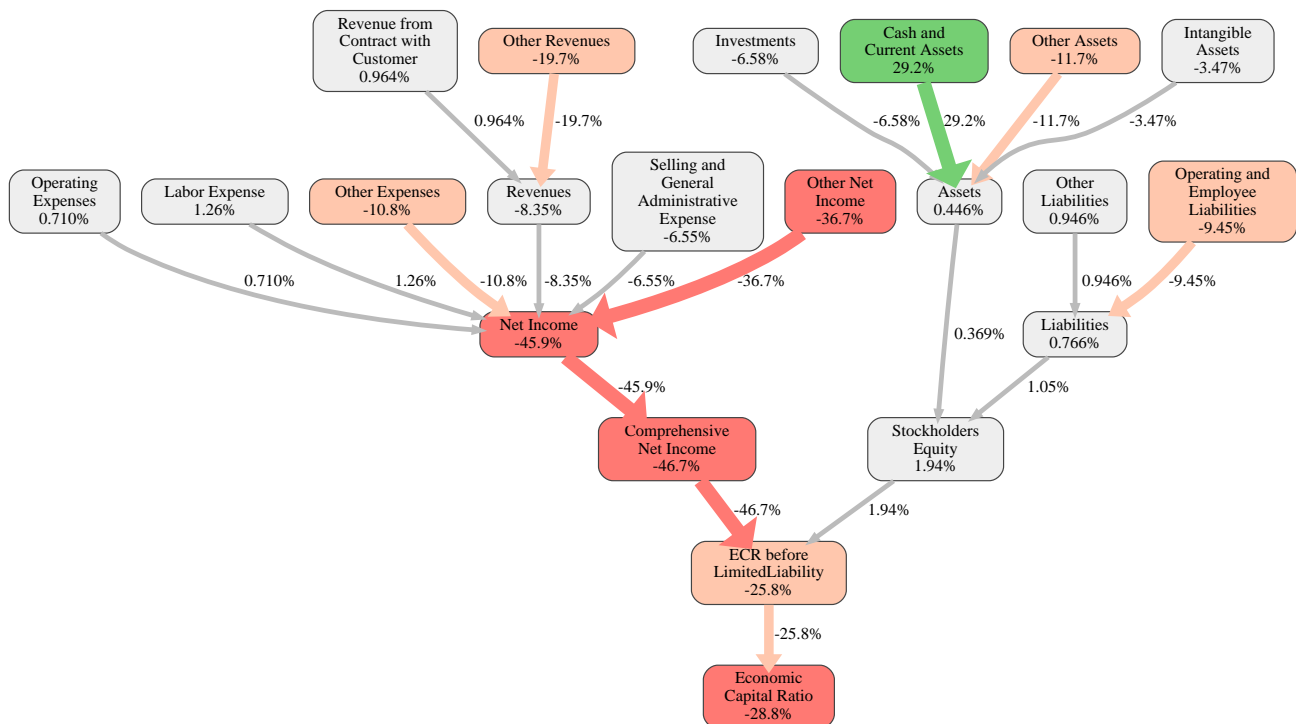 Revenue from
Contract with
Customer
0.964%
Other Revenues
-19.7%
Investments
-6.58%
Cash and
Current Assets
29.2%
Other Assets
-11.7%
Intangible
Assets
-3.47%
0.964%
-19.7%
-6.58%
29.2%
-11.7%
-3.47%
Operating
Expenses
0.710%
Labor Expense
1.26%
Other Expenses
-10.8%
Revenues
-8.35%
Selling and
General
Administrative
Expense
-6.55%
Other Net
Income
-36.7%
Assets
0.446%
Other
Liabilities
0.946%
Operating and
Employee
Liabilities
-9.45%
0.710%
1.26%
-10.8%
-8.35%
-6.55%
-36.7%
0.946%
-9.45%
Net Income
-45.9%
0.369%
Liabilities
0.766%
-45.9%
1.05%
Comprehensive
Net Income
-46.7%
Stockholders
Equity
1.94%
-46.7%
1.94%
ECR before
LimitedLiability
-25.8%
-25.8%
Economic
Capital Ratio
-28.8%